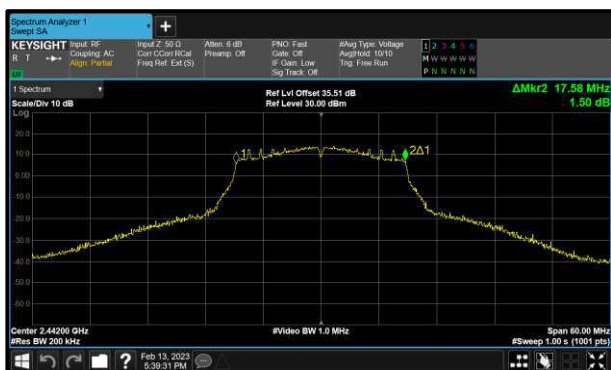 Spectrum Analyzer 1
Swept SA
+
KEYSIGHT
R T
LXI
Input: RF
Coupling: AC
Align: Partial
Input Z: 50 Ω
Corr CCorr RCal
Freq Ref: Ext (S)
Atten: 6 dB
Preamp: Off
PNO: Fast
Gate: Off
IF Gain: Low
Sig Track: Off
#Avg Type: Voltage
Avg|Hold: 10/10
Trig: Free Run
1 2 3 4 5 6
M W W W W W
P N N N N N
1 Spectrum
Scale/Div 10 dB
Log
Ref Lvl Offset 35.51 dB
Ref Level 30.00 dBm
ΔMkr2 17.58 MHz
1.50 dB
20.0
10.0
0.00
-10.0
-20.0
-30.0
-40.0
-50.0
-60.0
1
2Δ1
Center 2.44200 GHz
#Res BW 200 kHz
#Video BW 1.0 MHz
Span 60.00 MHz
#Sweep 1.00 s (1001 pts)
?
Feb 13, 2023
5:39:31 PM